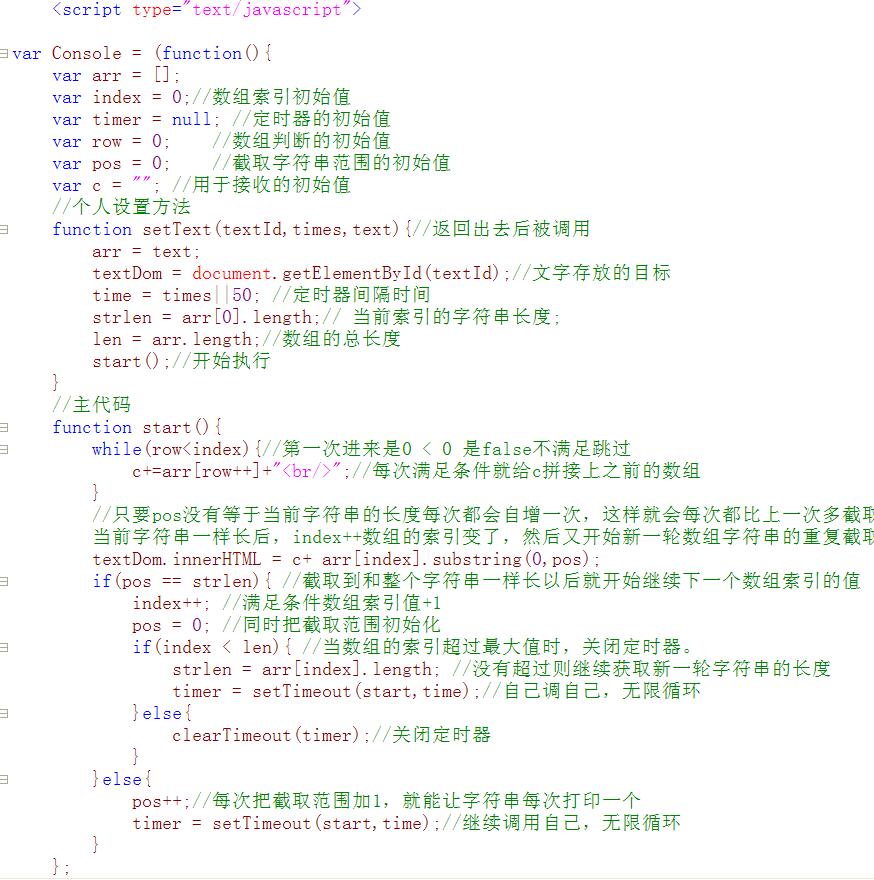 <script type="text/javascript">
var Console = (function(){
var arr = [];
var index = 0;//数组索引初始值
var timer = null; //定时器的初始值
var row = 0; //数组判断的初始值
var pos = 0; //截取字符串范围的初始值
var c = ""; //用于接收的初始值
//个人设置方法
function setText(textId,times,text){//返回出去后被调用
arr = text;
textDom = document.getElementById(textId);//文字存放的目标
time = times||50; //定时器间隔时间
strlen = arr[0].length;// 当前索引的字符串长度;
len = arr.length;//数组的总长度
start();//开始执行
}
//主代码
function start(){
while(row<index){//第一次进来是0 < 0 是false不满足跳过
c+=arr[row++]+"<br/>";//每次满足条件就给c拼接上之前的数组
}
//只要pos没有等于当前字符串的长度每次都会自增一次，这样就会每次都比上一次多截取
当前字符串一样长后，index++数组的索引变了，然后又开始新一轮数组字符串的重复截取
textDom.innerHTML = c+ arr[index].substring(0,pos);
if(pos == strlen){ //截取到和整个字符串一样长以后就开始继续下一个数组索引的值
index++; //满足条件数组索引值+1
pos = 0; //同时把截取范围初始化
if(index < len){ //当数组的索引超过最大值时，关闭定时器。
strlen = arr[index].length; //没有超过则继续获取新一轮字符串的长度
timer = setTimeout(start,time);//自己调自己，无限循环
}else{
clearTimeout(timer);//关闭定时器
}
}else{
pos++;//每次把截取范围加1，就能让字符串每次打印一个
timer = setTimeout(start,time);//继续调用自己，无限循环
}
};